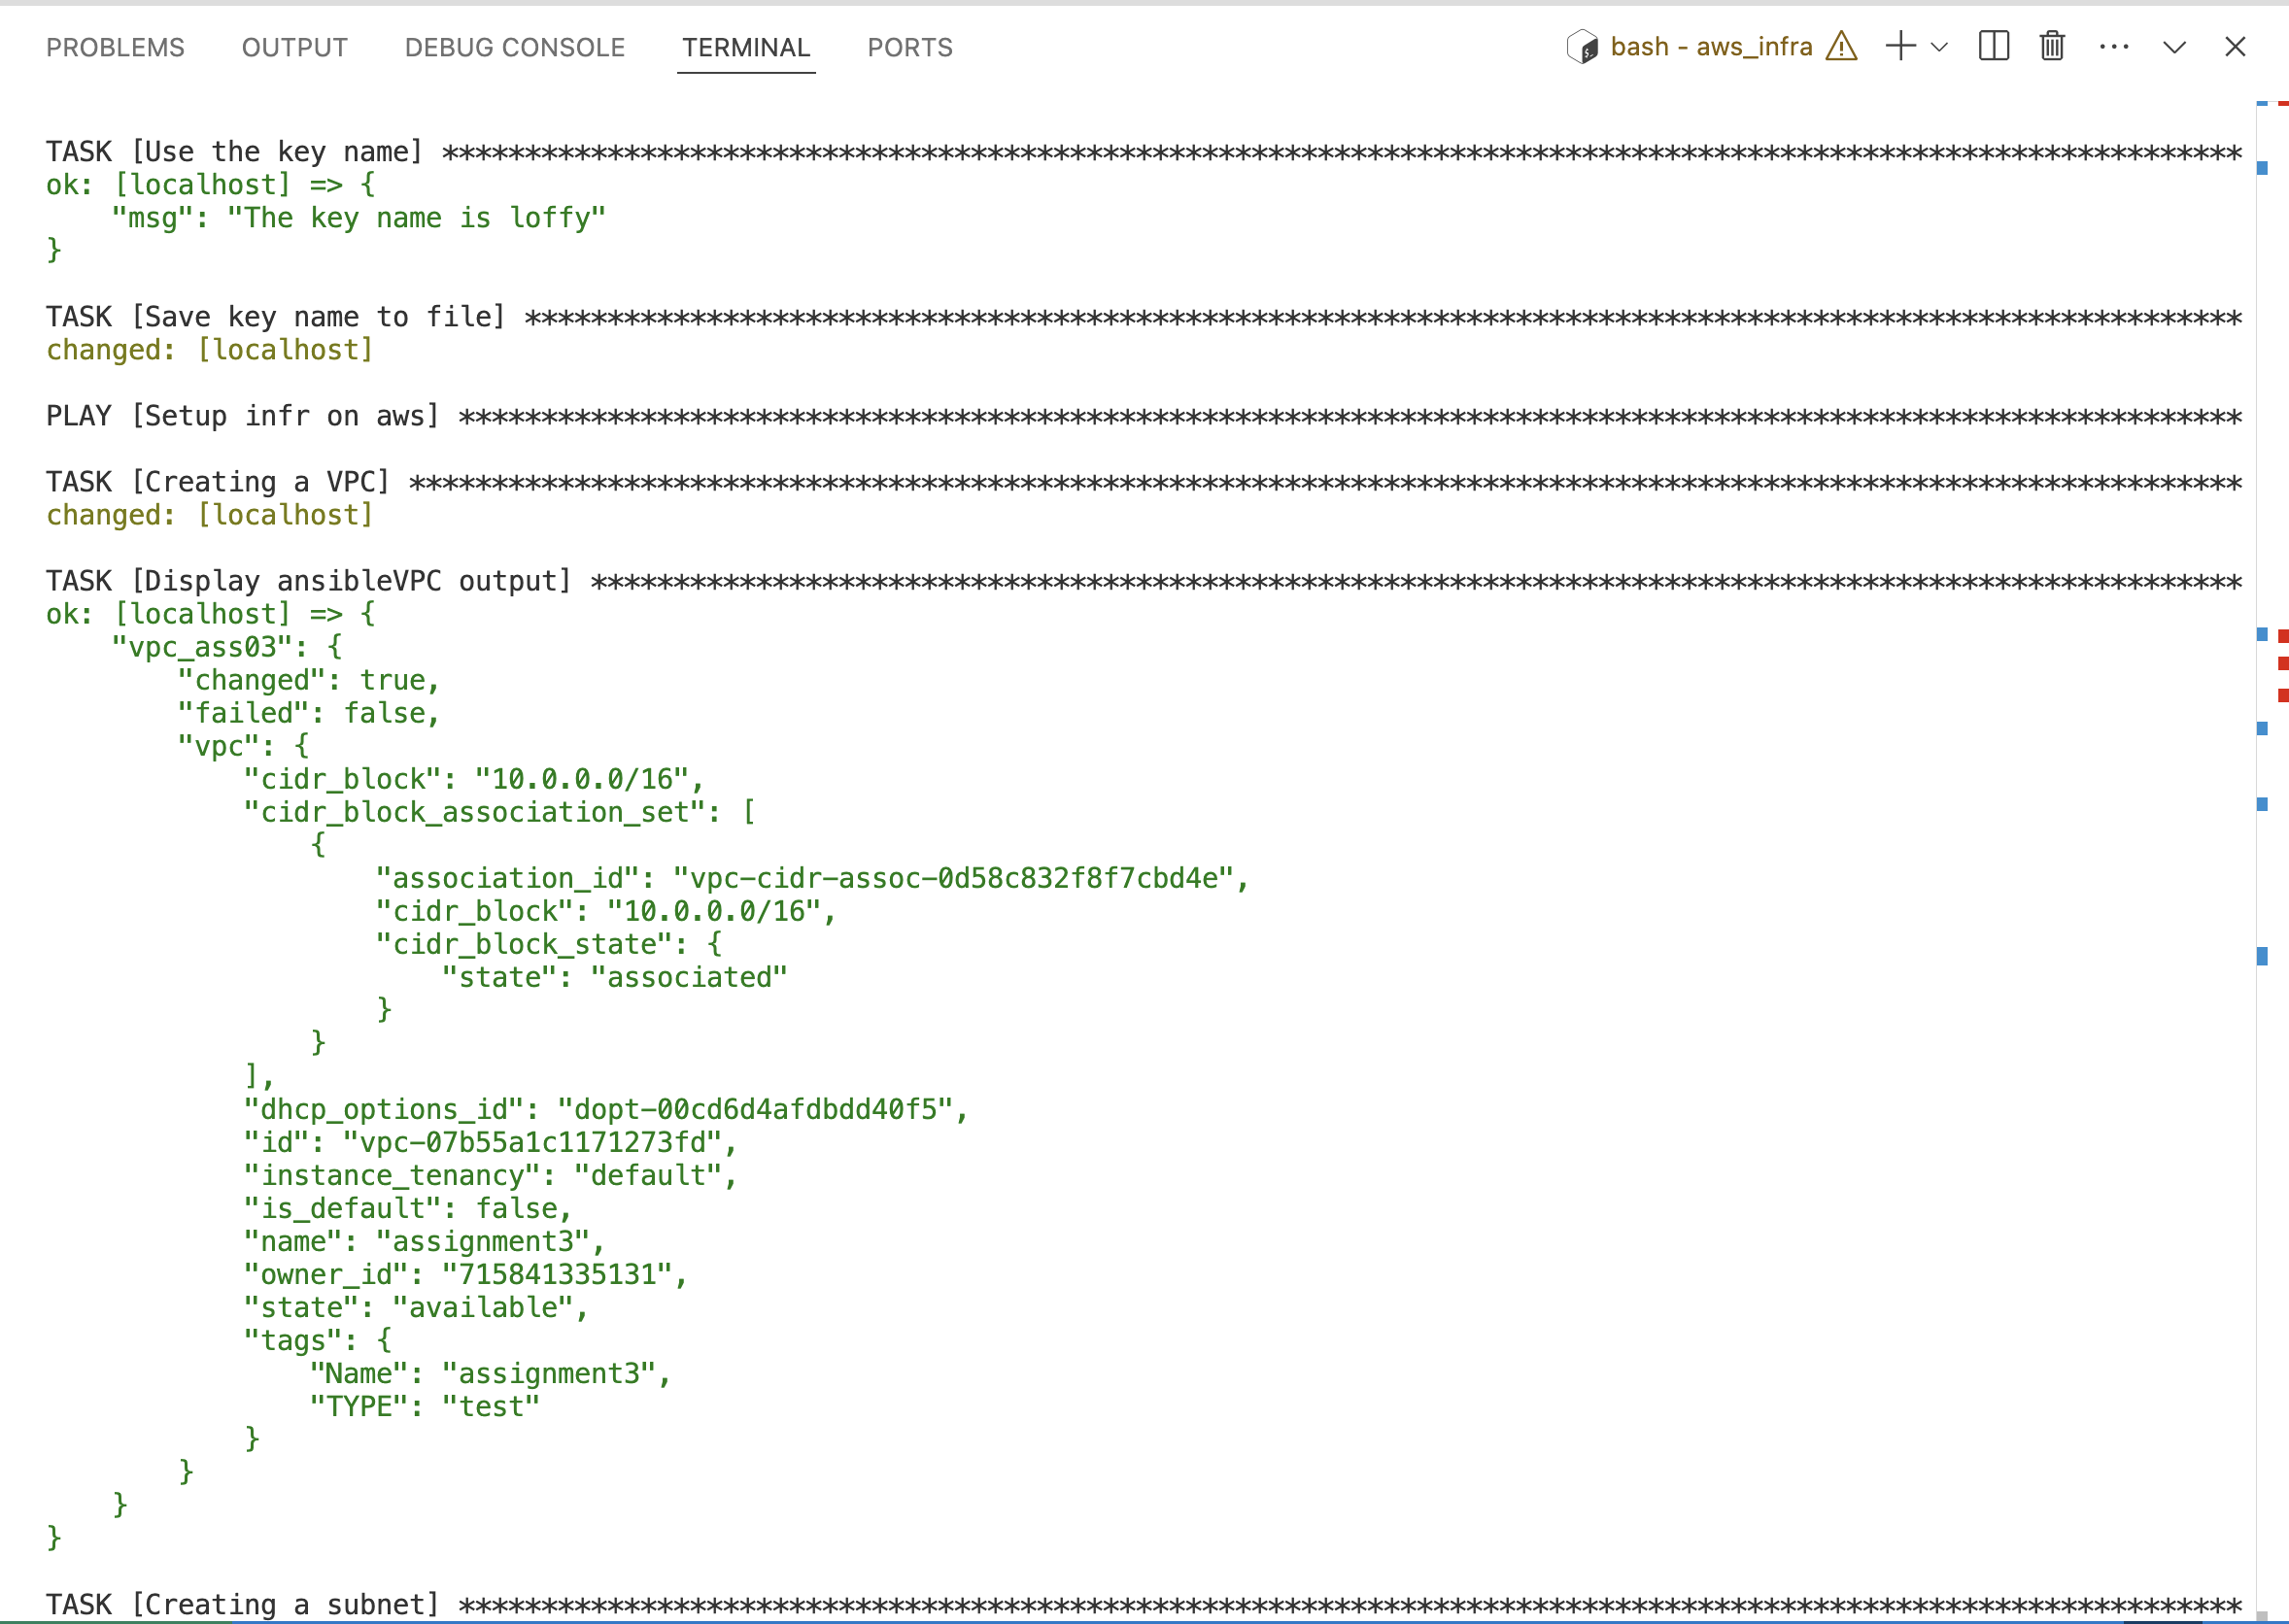 PROBLEMS OUTPUT DEBUG CONSOLE TERMINAL PORTS bash - aws_infra
TASK [Use the key name] *************************************************************************************************************
ok: [localhost] => {
    "msg": "The key name is loffy"
}
TASK [Save key name to file] ********************************************************************************************************
changed: [localhost]
PLAY [Setup infr on aws] ************************************************************************************************************
TASK [Creating a VPC] ***************************************************************************************************************
changed: [localhost]
TASK [Display ansibleVPC output] ****************************************************************************************************
ok: [localhost] => {
    "vpc_ass03": {
        "changed": true,
        "failed": false,
        "vpc": {
            "cidr_block": "10.0.0.0/16",
            "cidr_block_association_set": [
                {
                    "association_id": "vpc-cidr-assoc-0d58c832f8f7cbd4e",
                    "cidr_block": "10.0.0.0/16",
                    "cidr_block_state": {
                        "state": "associated"
                    }
                }
            ],
            "dhcp_options_id": "dopt-00cd6d4afdbdd40f5",
            "id": "vpc-07b55a1c1171273fd",
            "instance_tenancy": "default",
            "is_default": false,
            "name": "assignment3",
            "owner_id": "715841335131",
            "state": "available",
            "tags": {
                "Name": "assignment3",
                "TYPE": "test"
            }
        }
    }
}
TASK [Creating a subnet] ************************************************************************************************************